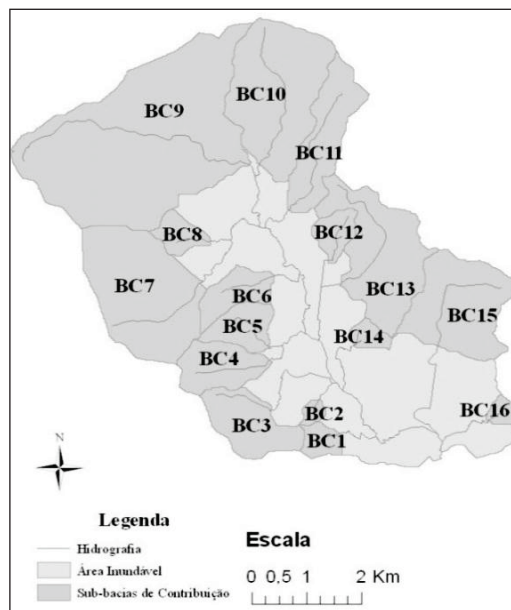 BC10
BC9
BC11
BC12
BC8
BC7
BC13
BC6
BC15
BC5
BC14
BC4
BC16
BC2
BC3
BC1
N
Legenda
Hidrografia
Área Inundável
Sub-bacias de Contribuição
Escala
0 0,5 1 2 Km